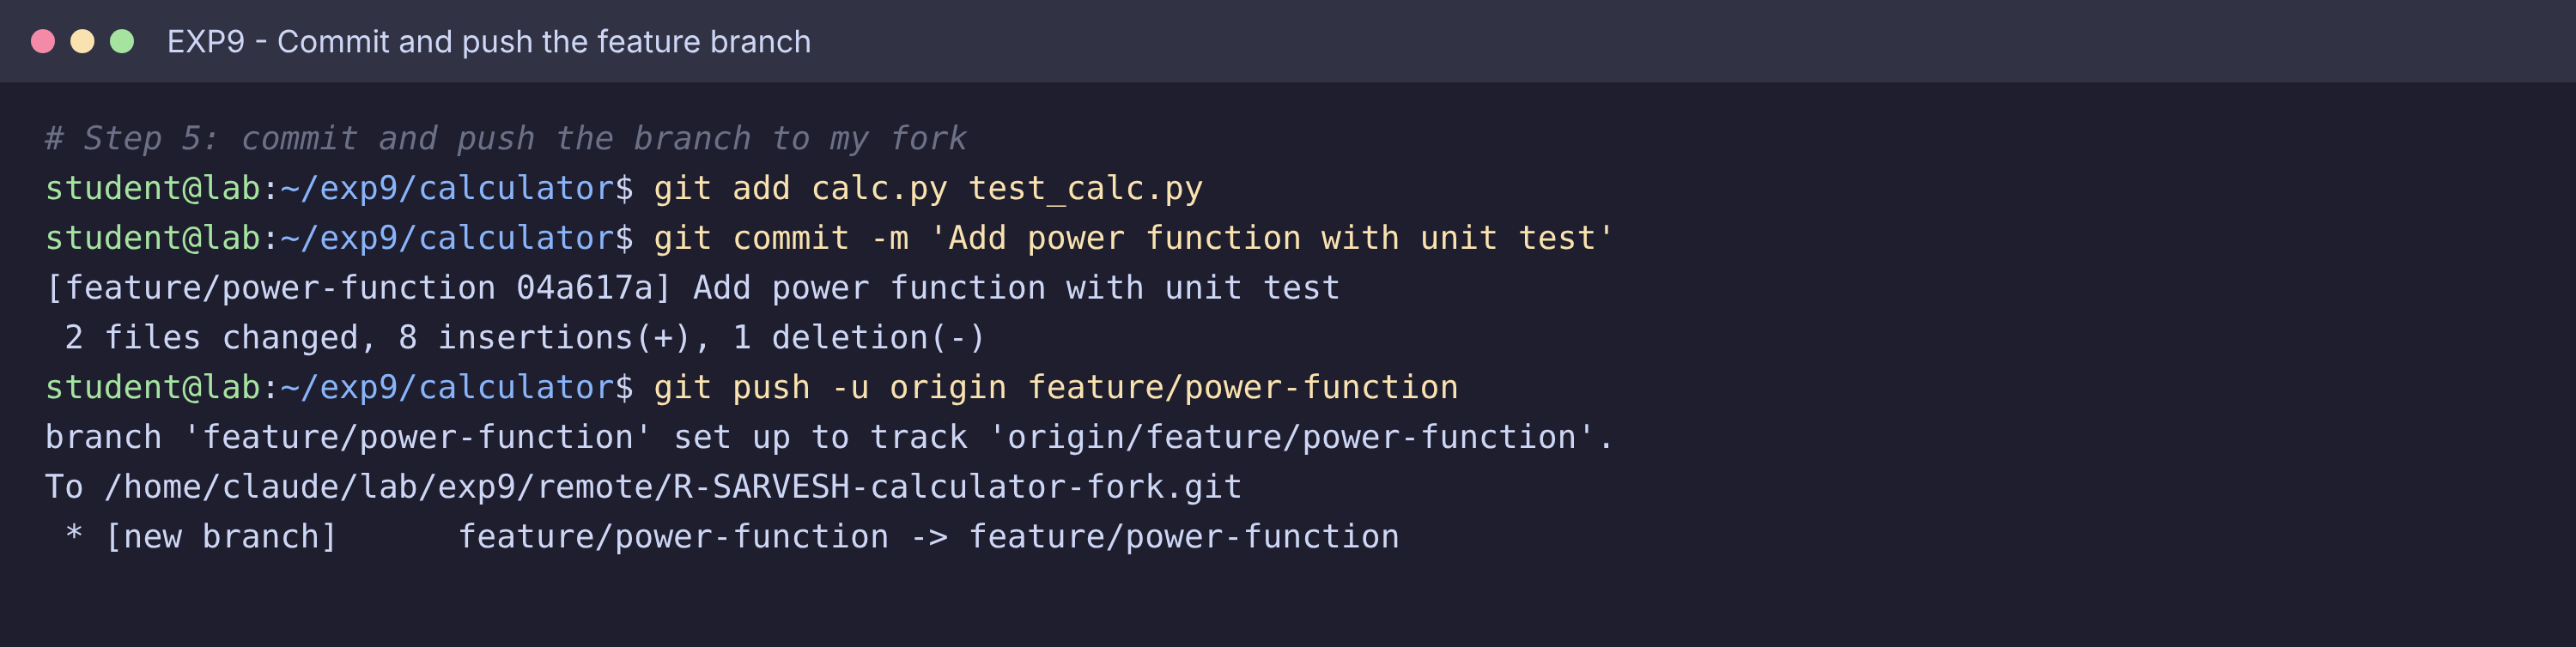 EXP9 - Commit and push the feature branch
# Step 5: commit and push the branch to my fork
student@lab:~/exp9/calculator$ git add calc.py test_calc.py
student@lab:~/exp9/calculator$ git commit -m 'Add power function with unit test'
[feature/power-function 04a617a] Add power function with unit test
 2 files changed, 8 insertions(+), 1 deletion(-)
student@lab:~/exp9/calculator$ git push -u origin feature/power-function
branch 'feature/power-function' set up to track 'origin/feature/power-function'.
To /home/claude/lab/exp9/remote/R-SARVESH-calculator-fork.git
 * [new branch]      feature/power-function -> feature/power-function